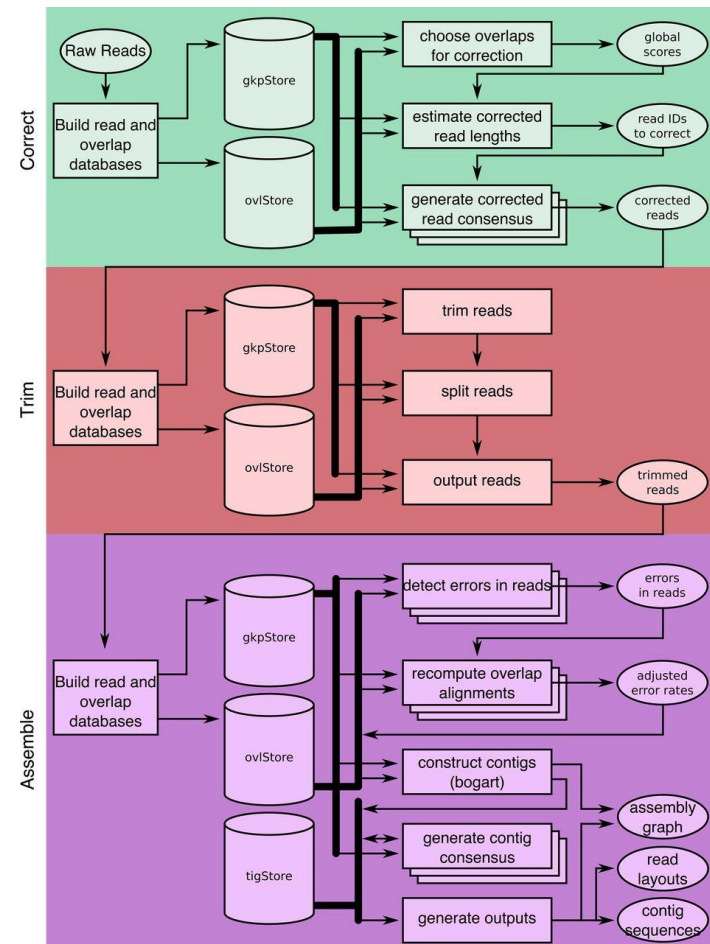 Correct
Raw Reads
Build read and
overlap
databases
gkpStore
ovlStore
choose overlaps
for correction
global
scores
estimate corrected
read lengths
read IDs
to correct
generate corrected
read consensus
corrected
reads
Trim
Build read and
overlap
databases
gkpStore
ovlStore
trim reads
split reads
output reads
trimmed
reads
Assemble
Build read and
overlap
databases
gkpStore
ovlStore
tigStore
detect errors in reads
errors
in reads
recompute overlap
alignments
adjusted
error rates
construct contigs
(bogart)
assembly
graph
generate contig
consensus
read
layouts
generate outputs
contig
sequences